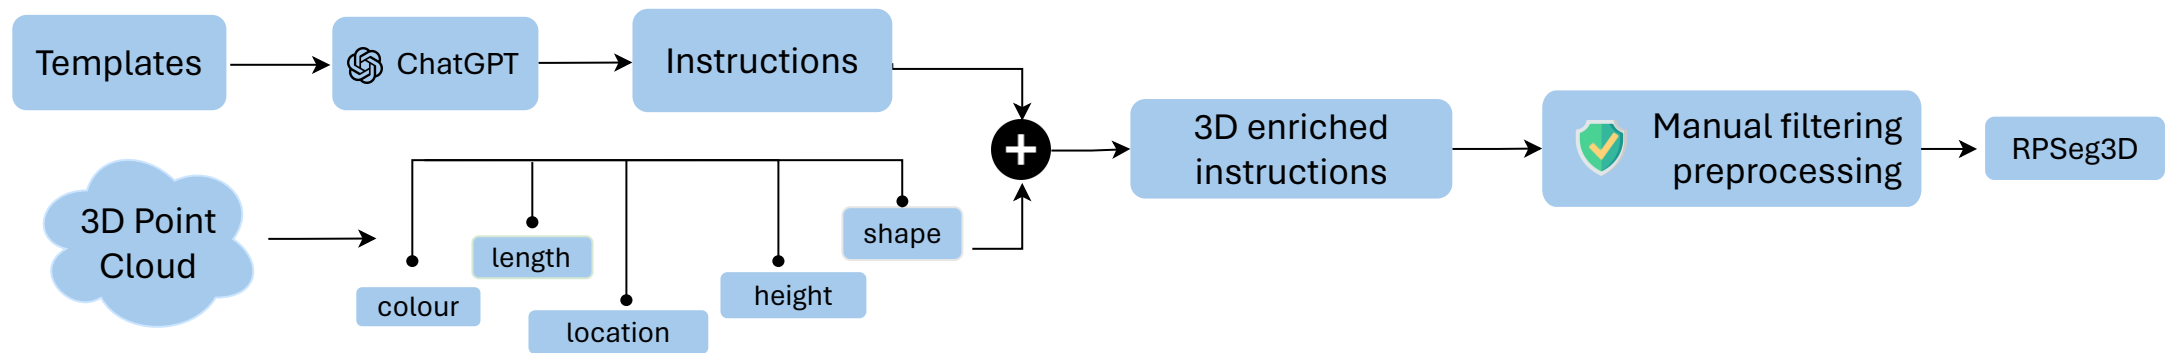 Templates
ChatGPT
Instructions
3D Point
Cloud
colour
length
location
height
shape
3D enriched
instructions
Manual filtering
preprocessing
RPSeg3D